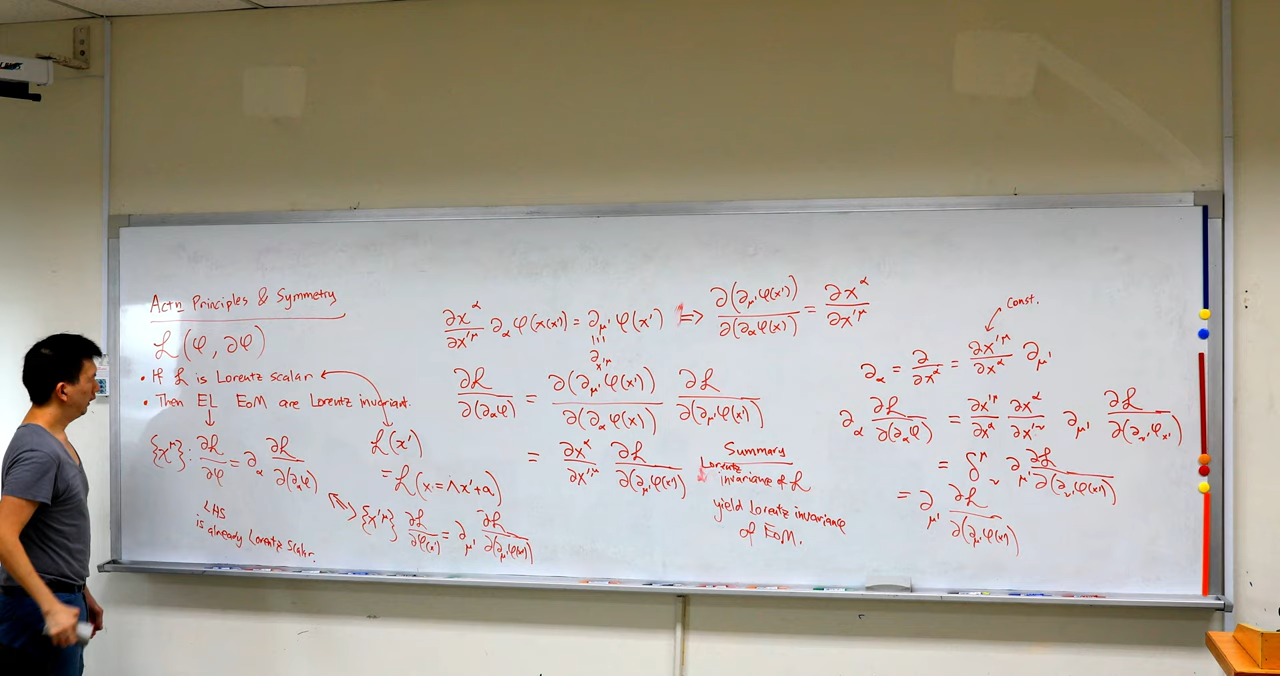 Actn Principles & Symmetry
ℒ(φ, ∂φ)
• If ℒ is Lorentz scalar
• Then EL EoM are Lorentz invariant.
{x^μ}: ∂ℒ/∂φ = ∂_α ∂ℒ/∂(∂_αφ)
LHS
is already Lorentz Scalar.
ℒ(x')
= ℒ(x = Λx'+a)
{x'^μ} ∂ℒ/∂φ(x') = ∂_μ' ∂ℒ/∂(∂_μ'φ(x'))
∂x^α/∂x'^μ ∂_α φ(x(x')) = ∂_μ' φ(x') ⇒ ∂(∂_μ'φ(x'))/∂(∂_αφ(x')) = ∂x^α/∂x'^μ
∂_x'^μ
∂ℒ/∂(∂_αφ) = ∂(∂_μ'φ(x'))/∂(∂_αφ(x')) ∂ℒ/∂(∂_μ'φ(x'))
= ∂x^α/∂x'^μ ∂ℒ/∂(∂_μ'φ(x'))
Summary
Lorentz
invariance of ℒ
yield Lorentz invariance
of EoM.
Const.
∂_α = ∂/∂x^α = ∂x'^μ/∂x^α ∂_μ'
∂_α ∂ℒ/∂(∂_αφ) = ∂x'^μ/∂x^α ∂x^α/∂x'^ν ∂_μ' ∂ℒ/∂(∂_ν'φ_x')
= δ^μ_ν ∂_μ' ∂ℒ/∂(∂_ν'φ(x'))
= ∂_μ' ∂ℒ/∂(∂_μ'φ(x'))